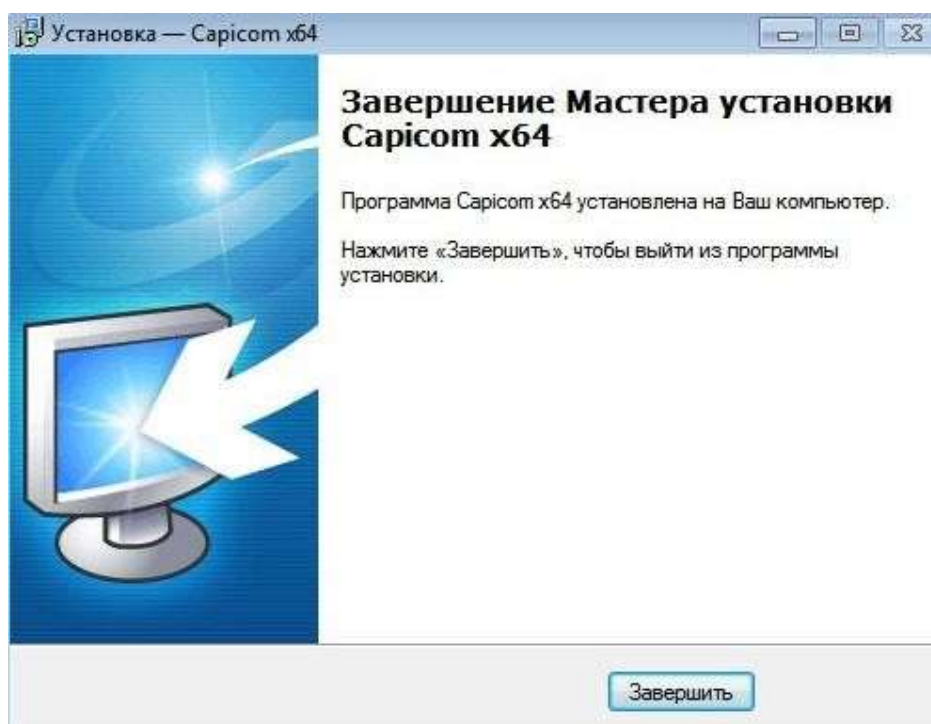 Установка — Capicom x64
Завершение Мастера установки
Capicom x64
Программа Capicom x64 установлена на Ваш компьютер.
Нажмите «Завершить», чтобы выйти из программы
установки.
Завершить